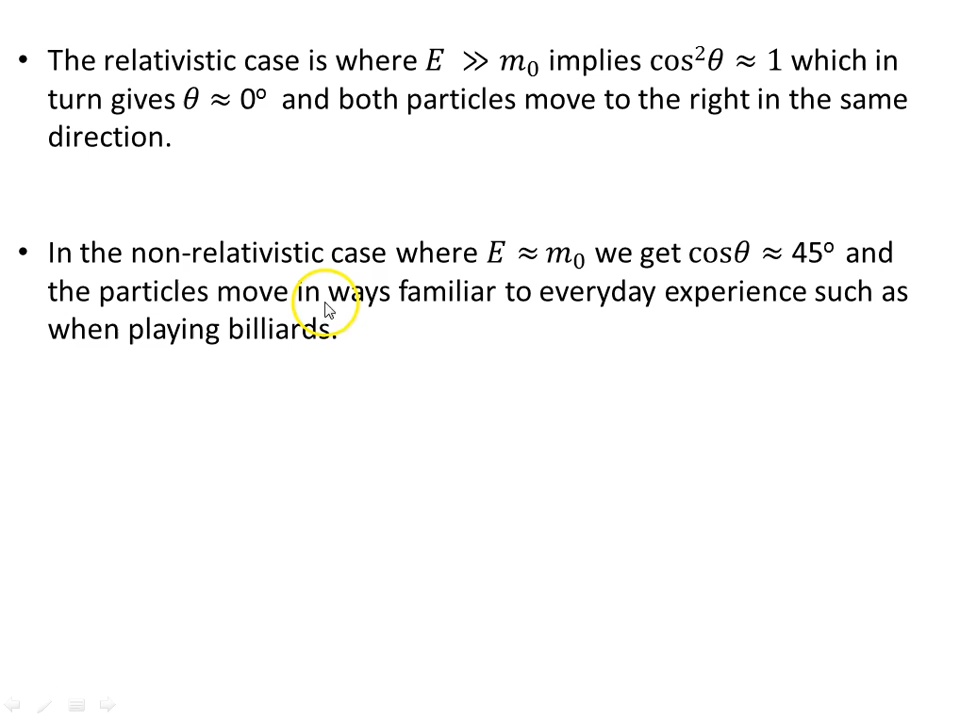 • The relativistic case is where E ≫ m₀ implies cos²θ ≈ 1 which in
turn gives θ ≈ 0º and both particles move to the right in the same
direction.
• In the non-relativistic case where E ≈ m₀ we get cosθ ≈ 45º and
the particles move in ways familiar to everyday experience such as
when playing billiards.